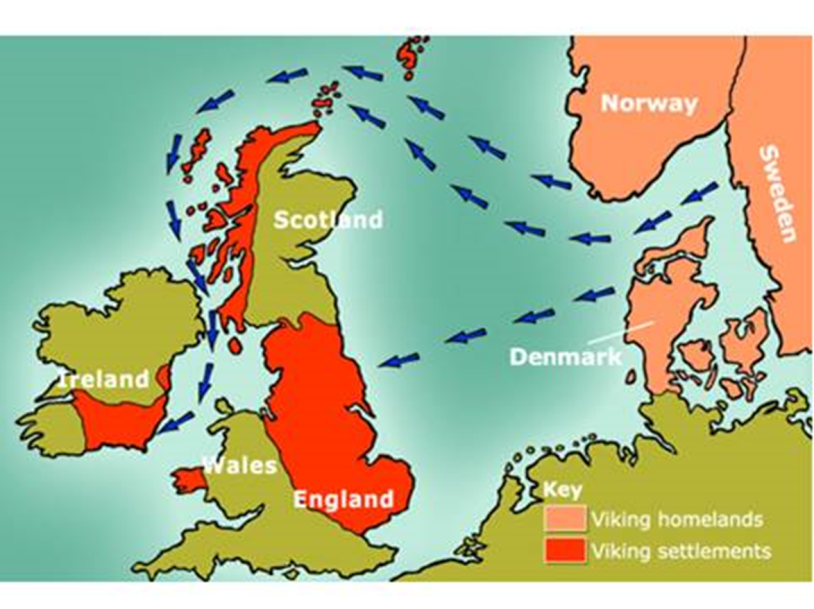 Norway
Sweden
Scotland
Denmark
Ireland
Wales
England
Key
Viking homelands
Viking settlements